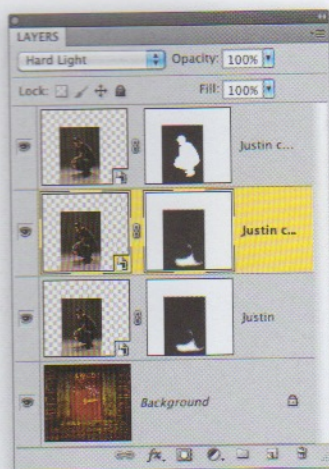 LAYERS
Hard Light Opacity: 100%
Lock: Fill: 100%
Justin c...
Justin c...
Justin
Background
fx.